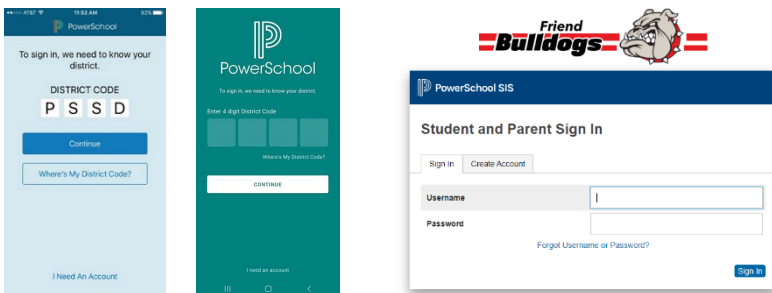 AT&T 11:52 AM 92%
PowerSchool
To sign in, we need to know your
district.
DISTRICT CODE
P S S D
Continue
Where's My District Code?
I Need An Account
PowerSchool
To sign in, we need to know your district.
Enter 4 digit District Code
Where's My District Code?
CONTINUE
I need an account
Friend
Bulldogs
PowerSchool SIS
Student and Parent Sign In
Sign In Create Account
Username
Password
Forgot Username or Password?
Sign In